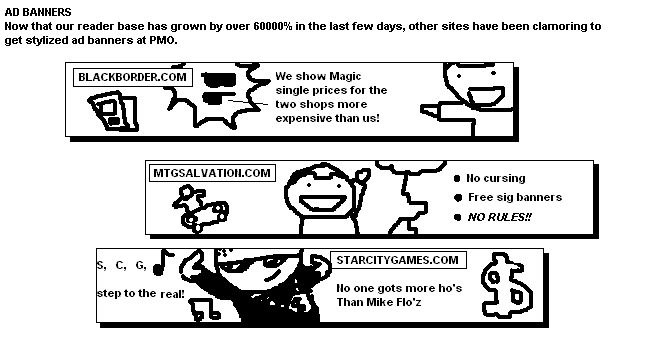 AD BANNERS
Now that our reader base has grown by over 60000% in the last few days, other sites have been clamoring to
get stylized ad banners at PMO.
BLACKBORDER.COM
We show Magic
single prices for the
two shops more
expensive than us!
MTGSALVATION.COM
No cursing
Free sig banners
NO RULES!!
S, C, G,
step to the real!
STARCITYGAMES.COM
No one gots more ho's
Than Mike Flo'z
$